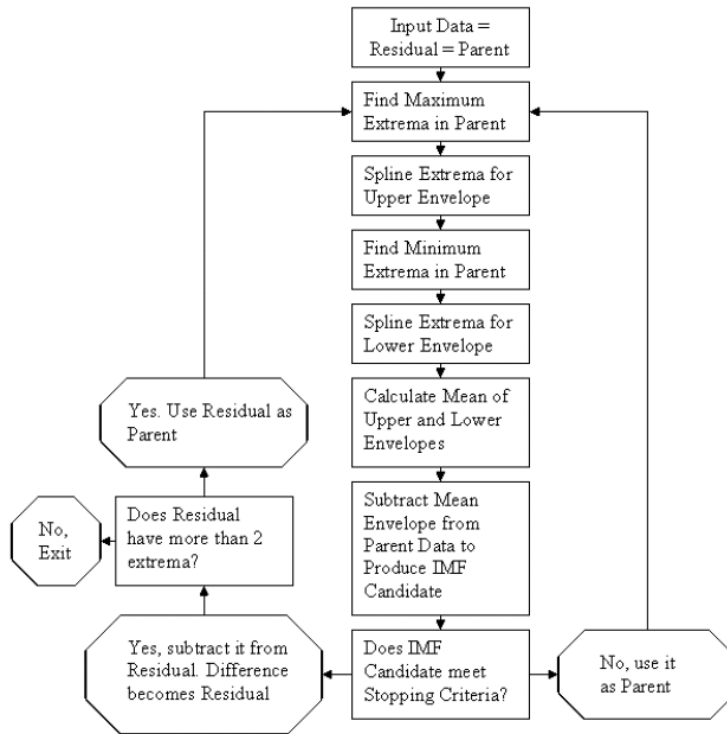 Input Data =
Residual = Parent
Find Maximum
Extrema in Parent
Spline Extrema for
Upper Envelope
Find Minimum
Extrema in Parent
Spline Extrema for
Lower Envelope
Calculate Mean of
Upper and Lower
Envelopes
Subtract Mean
Envelope from
Parent Data to
Produce IMF
Candidate
Does IMF
Candidate meet
Stopping Criteria?
No, use it
as Parent
Yes, subtract it from
Residual. Difference
becomes Residual
Does Residual
have more than 2
extrema?
No,
Exit
Yes. Use Residual as
Parent